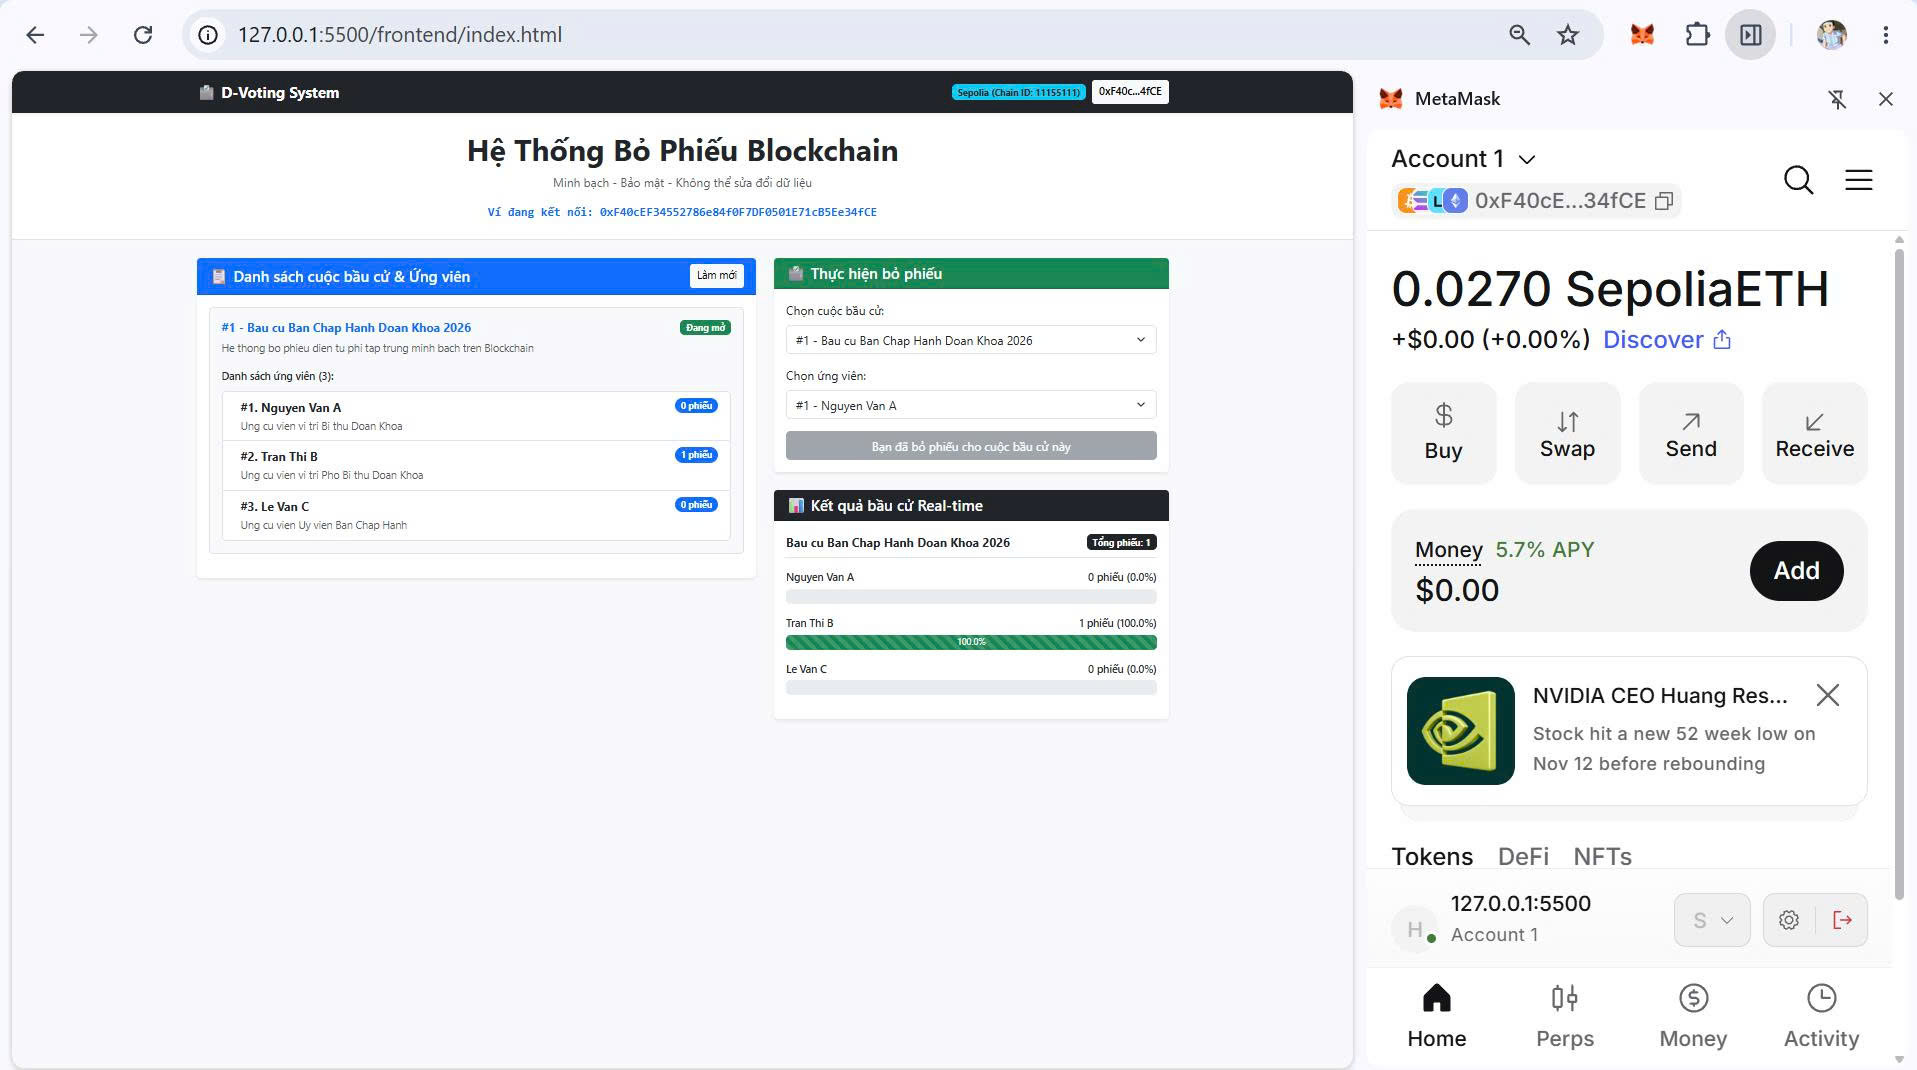 127.0.0.1:5500/frontend/index.html
D-Voting System
Sepolia (Chain ID: 11155111)
0xF40c...4fCE
Hệ Thống Bỏ Phiếu Blockchain
Minh bạch - Bảo mật - Không thể sửa đổi dữ liệu
Ví đang kết nối: 0xF40cEF34552786e84f0F7DF0501E71cB5Ee34fCE
Danh sách cuộc bầu cử & Ứng viên
Làm mới
#1 - Bau cu Ban Chap Hanh Doan Khoa 2026
Đang mở
He thong bo phieu dien tu phi tap trung minh bach tren Blockchain
Danh sách ứng viên (3):
#1. Nguyen Van A
0 phiếu
Ung cu vien vi tri Bi thu Doan Khoa
#2. Tran Thi B
1 phiếu
Ung cu vien vi tri Pho Bi thu Doan Khoa
#3. Le Van C
0 phiếu
Ung cu vien Uy vien Ban Chap Hanh
Thực hiện bỏ phiếu
Chọn cuộc bầu cử:
#1 - Bau cu Ban Chap Hanh Doan Khoa 2026
Chọn ứng viên:
#1 - Nguyen Van A
Bạn đã bỏ phiếu cho cuộc bầu cử này
Kết quả bầu cử Real-time
Bau cu Ban Chap Hanh Doan Khoa 2026
Tổng phiếu: 1
Nguyen Van A
0 phiếu (0.0%)
Tran Thi B
1 phiếu (100.0%)
100.0%
Le Van C
0 phiếu (0.0%)
MetaMask
Account 1
L
0xF40cE...34fCE
0.0270 SepoliaETH
+$0.00 (+0.00%) Discover
$
Buy
Swap
Send
Receive
Money 5.7% APY
$0.00
Add
NVIDIA CEO Huang Res...
Stock hit a new 52 week low on
Nov 12 before rebounding
Tokens DeFi NFTs
H
127.0.0.1:5500
Account 1
S
Home
Perps
Money
Activity